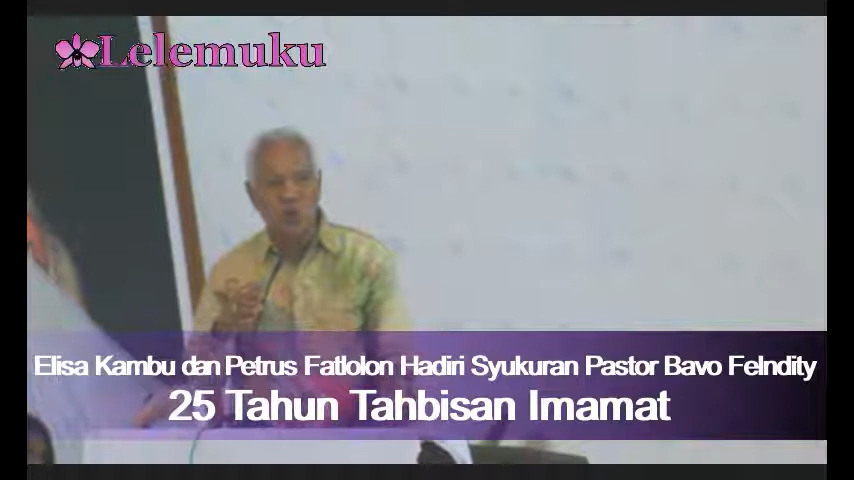 Lelemuku
Elisa Kambu dan Petrus Fatlolon Hadiri Syukuran Pastor Bavo Felndity
25 Tahun Tahbisan Imamat